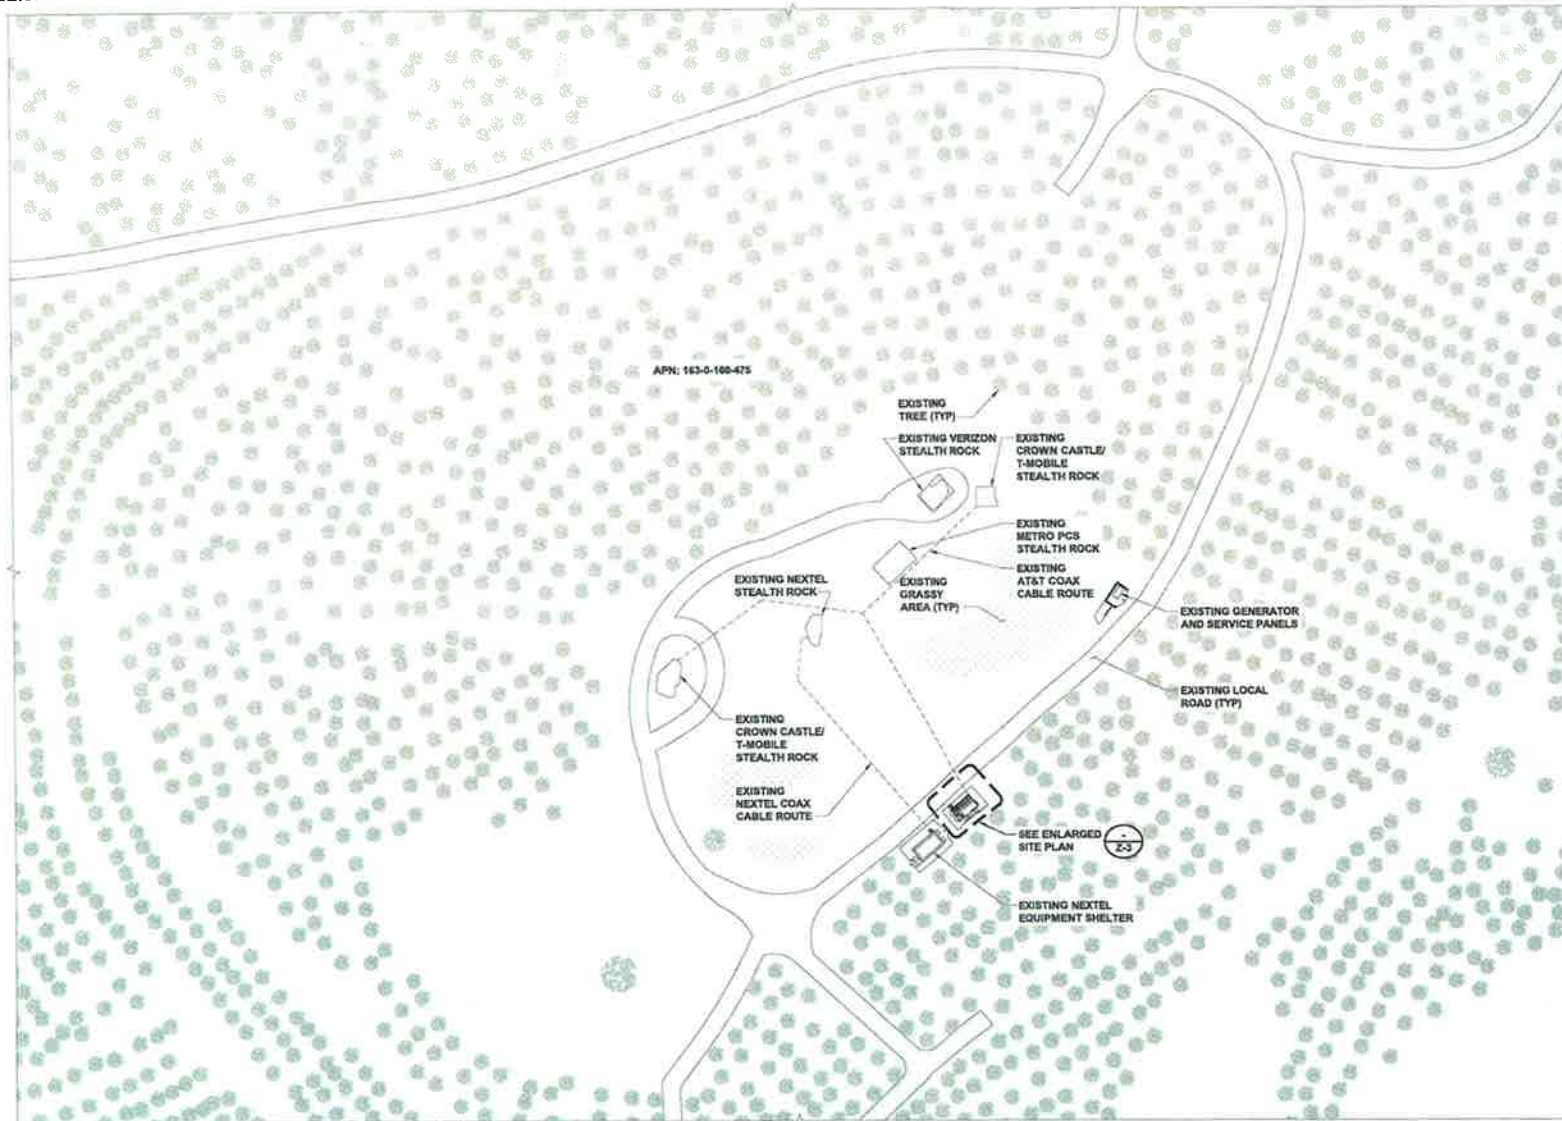 APN: 163-0-160-475
EXISTING
TREE (TYP)
EXISTING VERIZON
STEALTH ROCK
EXISTING
CROWN CASTLE/
T-MOBILE
STEALTH ROCK
EXISTING
METRO PCS
STEALTH ROCK
EXISTING
AT&T COAX
CABLE ROUTE
EXISTING NEXTEL
STEALTH ROCK
EXISTING
GRASSY
AREA (TYP)
EXISTING GENERATOR
AND SERVICE PANELS
EXISTING LOCAL
ROAD (TYP)
EXISTING
CROWN CASTLE/
T-MOBILE
STEALTH ROCK
EXISTING
NEXTEL COAX
CABLE ROUTE
SEE ENLARGED
SITE PLAN
-
Z-3
EXISTING NEXTEL
EQUIPMENT SHELTER